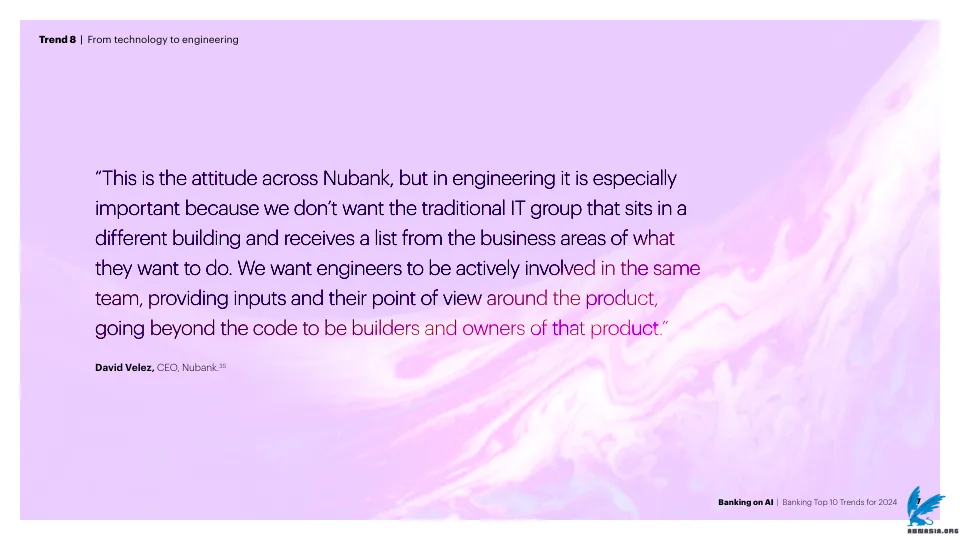 Trend 8 | From technology to engineering
“This is the attitude across Nubank, but in engineering it is especially
important because we don’t want the traditional IT group that sits in a
different building and receives a list from the business areas of what
they want to do. We want engineers to be actively involved in the same
team, providing inputs and their point of view around the product,
going beyond the code to be builders and owners of that product.”
David Velez, CEO, Nubank.³⁵
Banking on AI | Banking Top 10 Trends for 2024
ABNASIA.ORG